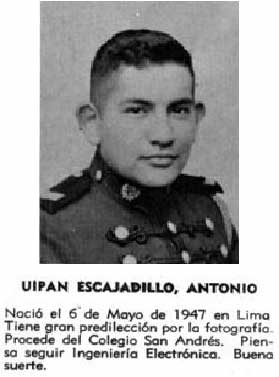 UIPAN ESCAJADILLO, ANTONIO
Nació el 6 de Mayo de 1947 en Lima
Tiene gran predilección por la fotografía.
Procede del Colegio San Andrés. Pien-
sa seguir Ingeniería Electrónica. Buena
suerte.